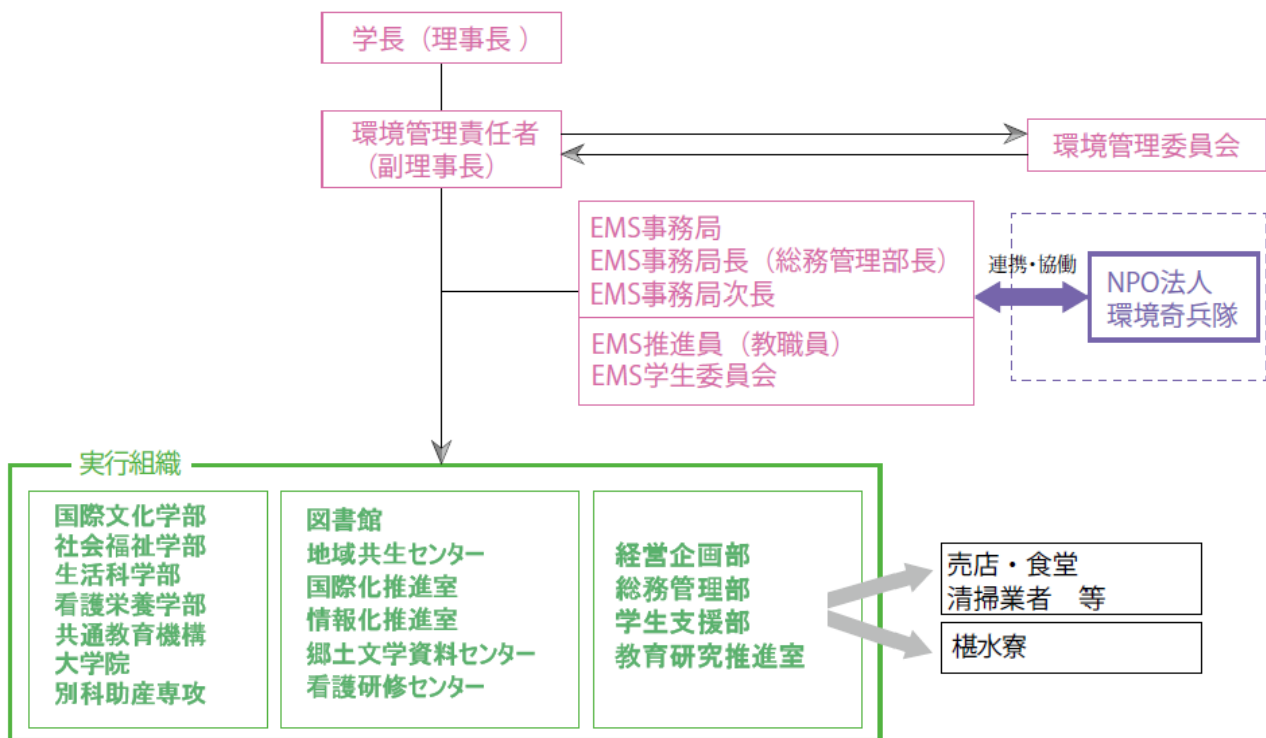 学長（理事長 ）
環境管理責任者
（副理事長）
環境管理委員会
EMS事務局
EMS事務局長（総務管理部長）
EMS事務局次長
EMS推進員（教職員）
EMS学生委員会
連携・協働
NPO法人
環境奇兵隊
実行組織
国際文化学部
社会福祉学部
生活科学部
看護栄養学部
共通教育機構
大学院
別科助産専攻
図書館
地域共生センター
国際化推進室
情報化推進室
郷土文学資料センター
看護研修センター
経営企画部
総務管理部
学生支援部
教育研究推進室
売店・食堂
清掃業者　等
椹水寮